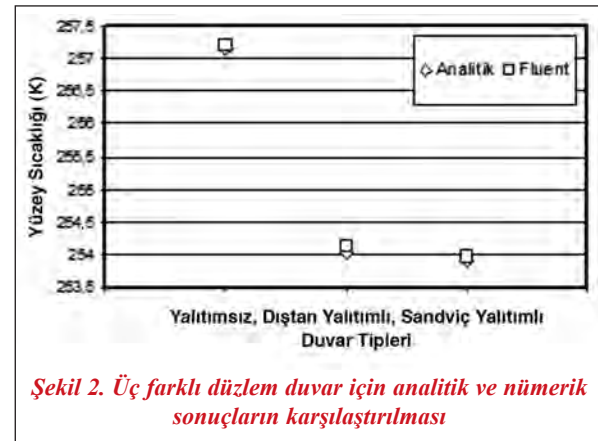 257,5
257
256,5
256
255,5
255
254,5
254
253,5
Yüzey Sıcaklığı (K)
Analitik Fluent
Yalıtımsız, Dıştan Yalıtımlı, Sandviç Yalıtımlı
Duvar Tipleri
Şekil 2. Üç farklı düzlem duvar için analitik ve nümerik
sonuçların karşılaştırılması